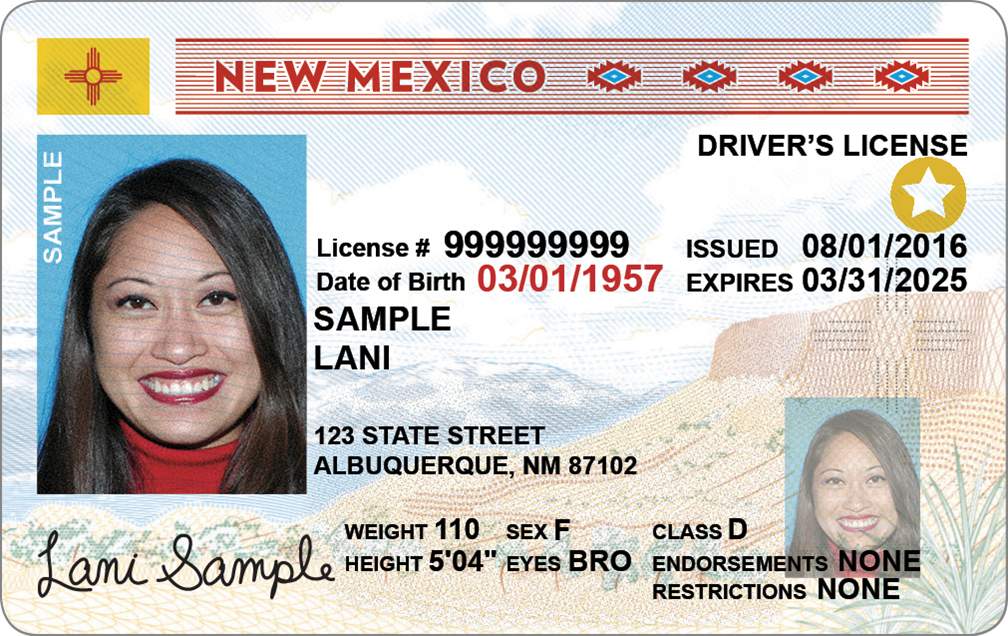 NEW MEXICO
DRIVER'S LICENSE
SAMPLE
License # 999999999
Date of Birth 03/01/1957
ISSUED 08/01/2016
EXPIRES 03/31/2025
SAMPLE
LANI
123 STATE STREET
ALBUQUERQUE, NM 87102
WEIGHT 110 SEX F
HEIGHT 5'04" EYES BRO
CLASS D
ENDORSEMENTS NONE
RESTRICTIONS NONE
Lani Sample